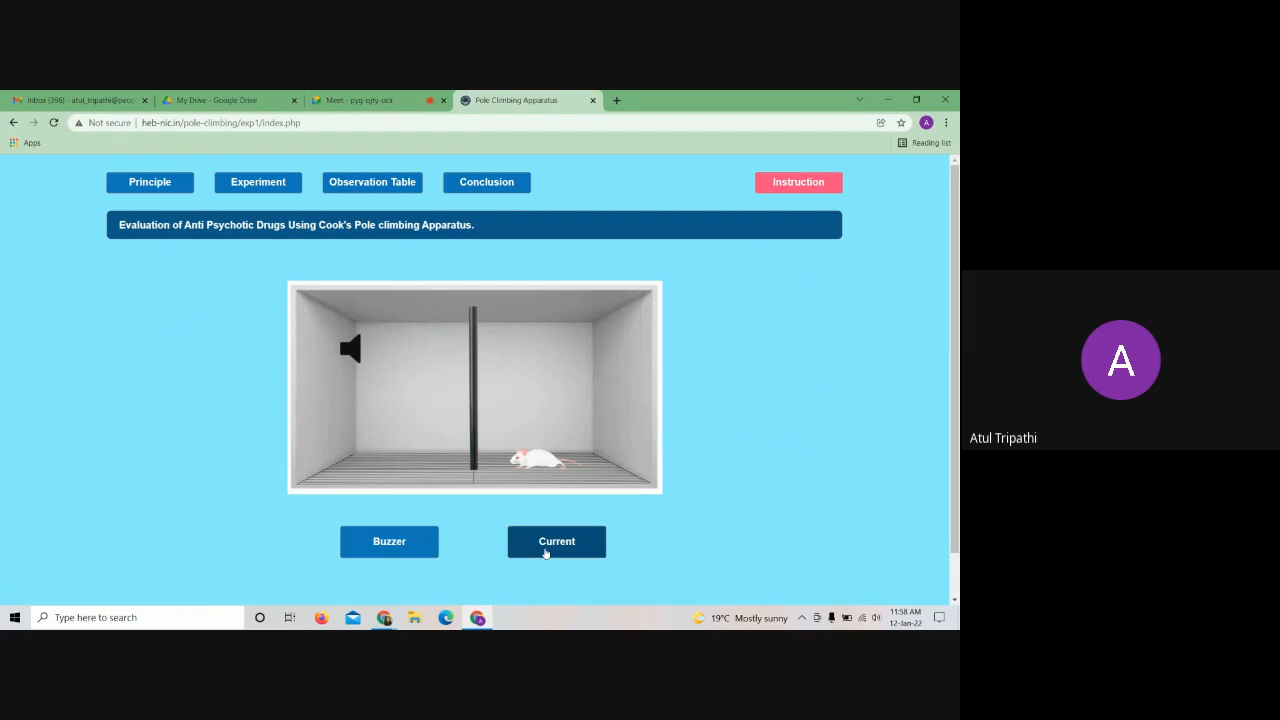 Inbox (396) - atul_tripathi@peco
My Drive - Google Drive
Meet - pyg-qjty-ocx
Pole Climbing Apparatus
Not secure | heb-nic.in/pole-climbing/exp1/index.php
A
Apps
Reading list
Principle
Experiment
Observation Table
Conclusion
Instruction
Evaluation of Anti Psychotic Drugs Using Cook's Pole climbing Apparatus.
A
Atul Tripathi
Buzzer
Current
Type here to search
19°C Mostly sunny
11:58 AM
12-Jan-22